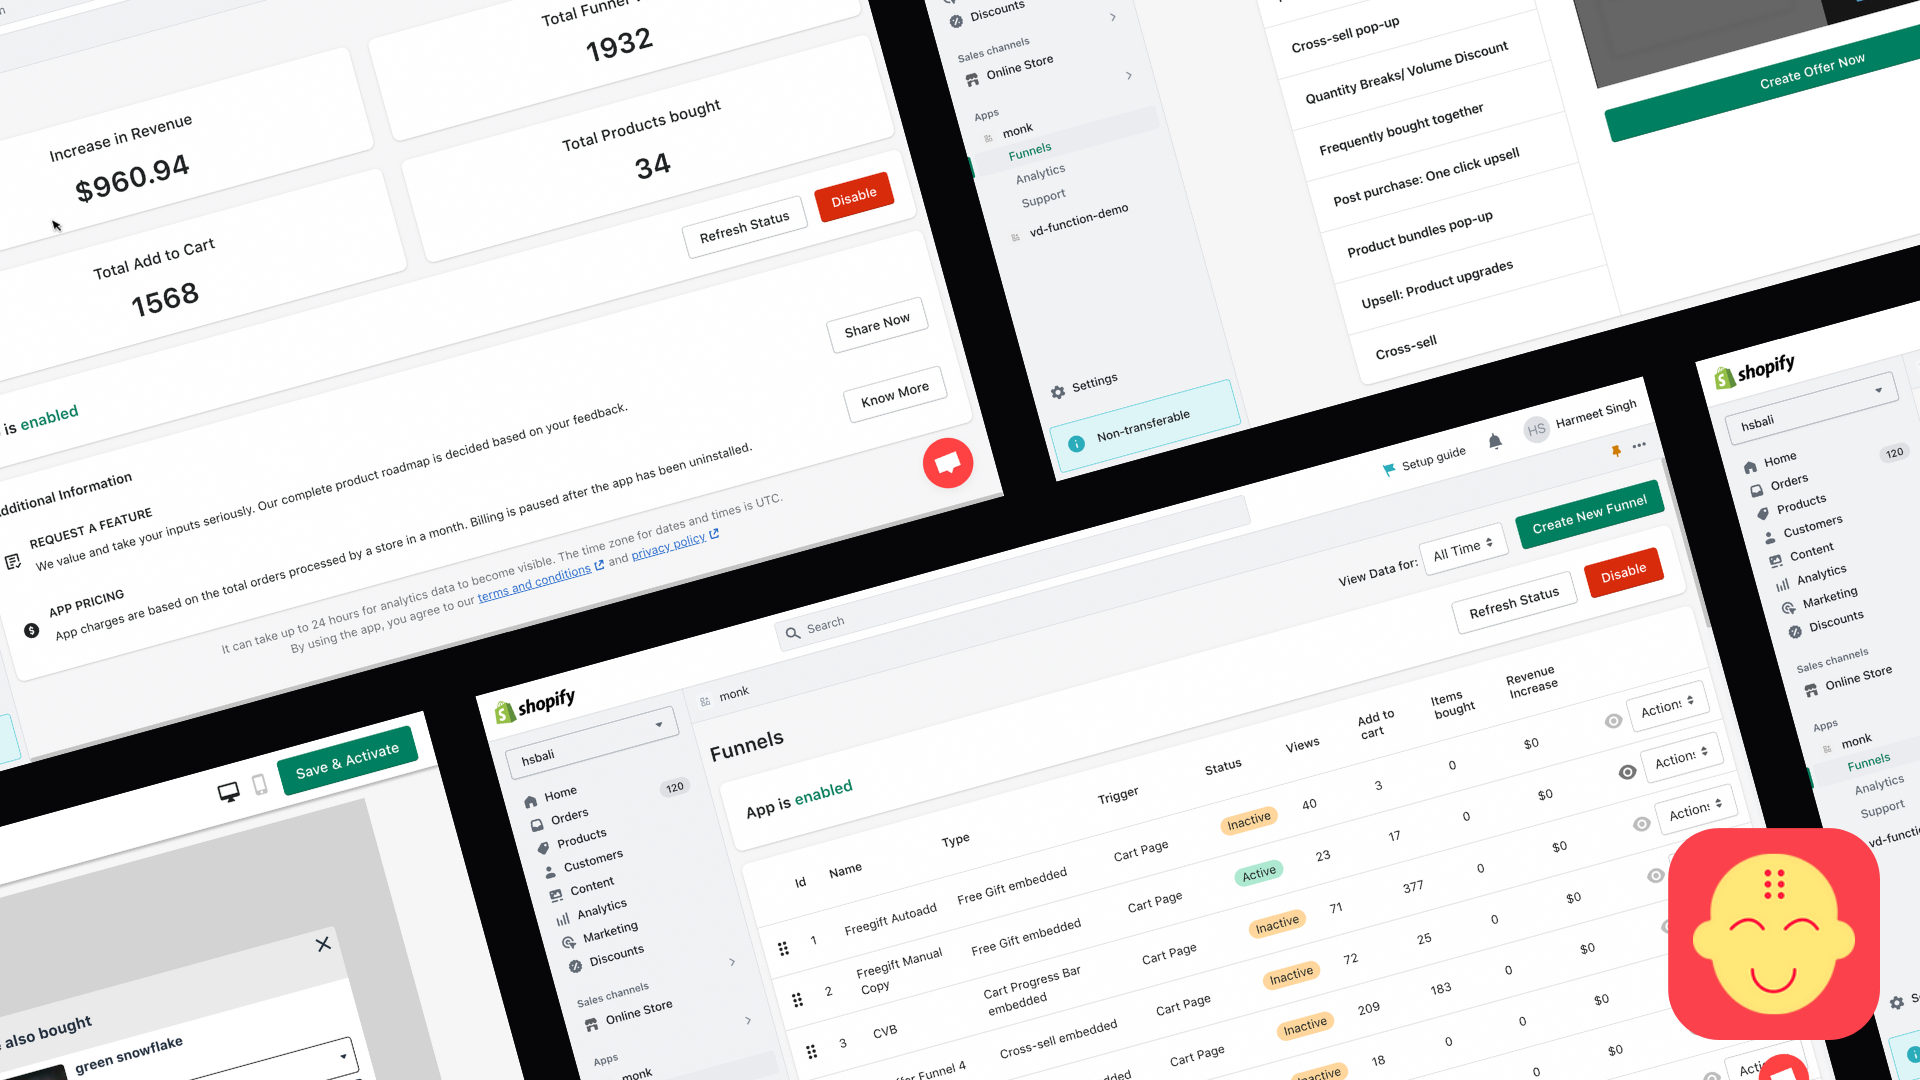 Increase in Revenue
$960.94
Total Funnel
1932
Total Add to Cart
1568
Total Products bought
34
Refresh Status
Disable
is enabled
Share Now
Know More
Additional Information
REQUEST A FEATURE
We value and take your inputs seriously. Our complete product roadmap is decided based on your feedback.
APP PRICING
App charges are based on the total orders processed by a store in a month. Billing is paused after the app has been uninstalled.
It can take up to 24 hours for analytics data to become visible. The time zone for dates and times is UTC.
By using the app, you agree to our terms and conditions and privacy policy
Discounts
Sales channels
Online Store
Apps
monk
Funnels
Analytics
Support
vd-function-demo
Settings
Non-transferable
Cross-sell pop-up
Quantity Breaks/ Volume Discount
Frequently bought together
Post purchase: One click upsell
Product bundles pop-up
Upsell: Product upgrades
Cross-sell
Create Offer Now
Save & Activate
also bought
green snowflake
shopify
Search
Setup guide
HS
Harmeet Singh
hsbali
Home
120
Orders
Products
Customers
Content
Analytics
Marketing
Discounts
Sales channels
Online Store
Apps
monk
monk
Funnels
View Data for:
All Time
Create New Funnel
App is enabled
Refresh Status
Disable
Id Name Type Trigger Status Views Add to cart Items bought Revenue Increase
1 Freegift Autoadd Free Gift embedded Cart Page Inactive 40 3 0 $0 Action:
2 Freegift Manual Copy Free Gift embedded Cart Page Active 23 17 0 $0 Action:
3 CVB Cart Progress Bar embedded Cart Page Inactive 71 377 0 $0 Action:
Funnel 4 Cross-sell embedded Cart Page Inactive 72 25 0 $0
Cart Page Inactive 209 183 0 $0
Inactive 18 0 0 $0
$0
shopify
hsbali
Home
120
Orders
Products
Customers
Content
Analytics
Marketing
Discounts
Sales channels
Online Store
Apps
monk
Funnels
Analytics
Support